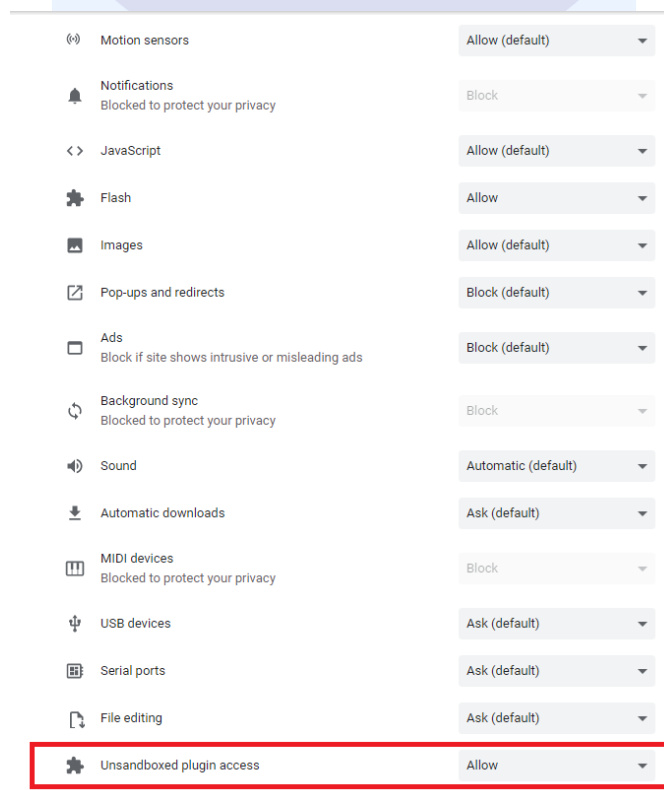 Motion sensors Allow (default)
Notifications
Blocked to protect your privacy Block
JavaScript Allow (default)
Flash Allow
Images Allow (default)
Pop-ups and redirects Block (default)
Ads
Block if site shows intrusive or misleading ads Block (default)
Background sync
Blocked to protect your privacy Block
Sound Automatic (default)
Automatic downloads Ask (default)
MIDI devices
Blocked to protect your privacy Block
USB devices Ask (default)
Serial ports Ask (default)
File editing Ask (default)
Unsandboxed plugin access Allow